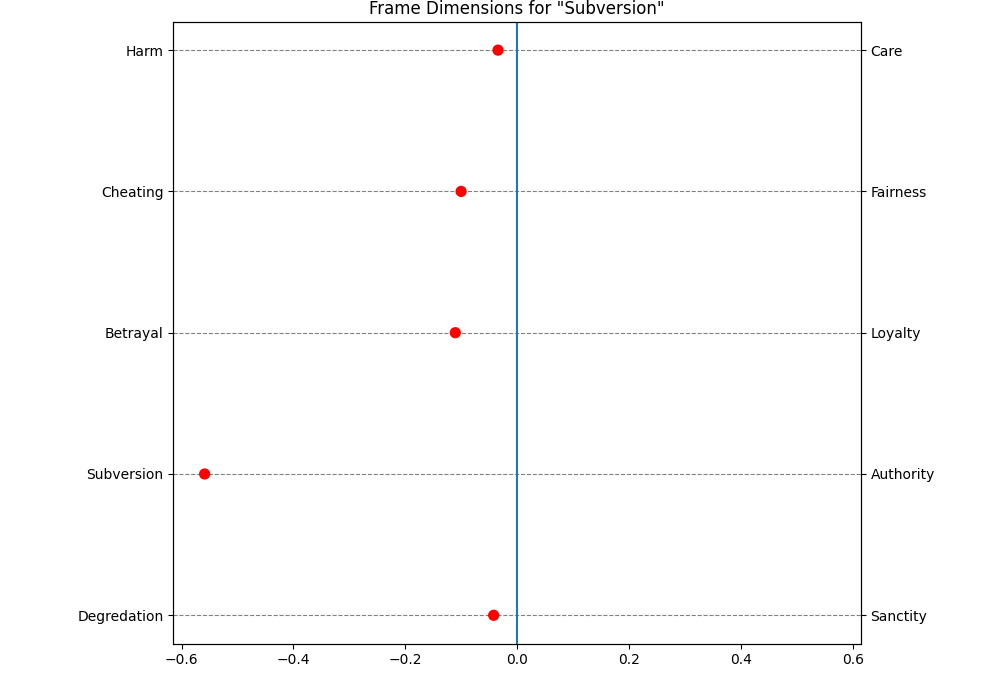 Frame Dimensions for "Subversion"
Harm Care
Cheating Fairness
Betrayal Loyalty
Subversion Authority
Degredation Sanctity
−0.6 −0.4 −0.2 0.0 0.2 0.4 0.6